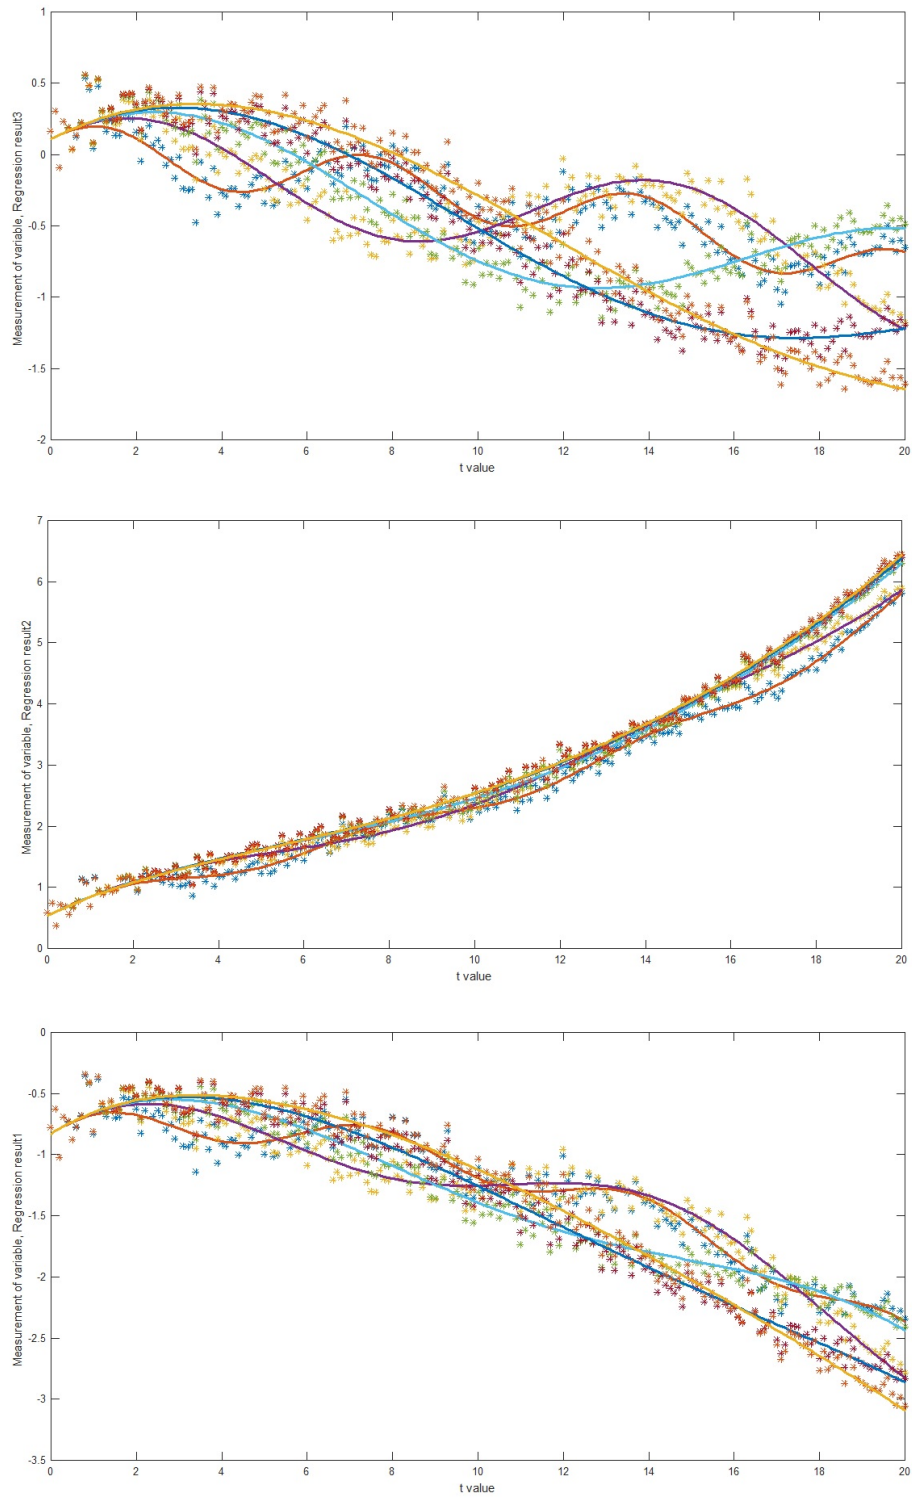 1
0.5
0
-0.5
-1
-1.5
-2
Measurement of variable, Regression result3
0 2 4 6 8 10 12 14 16 18 20
t value
7
6
5
4
3
2
1
0
Measurement of variable, Regression result2
0 2 4 6 8 10 12 14 16 18 20
t value
0
-0.5
-1
-1.5
-2
-2.5
-3
-3.5
Measurement of variable, Regression result1
0 2 4 6 8 10 12 14 16 18 20
t value